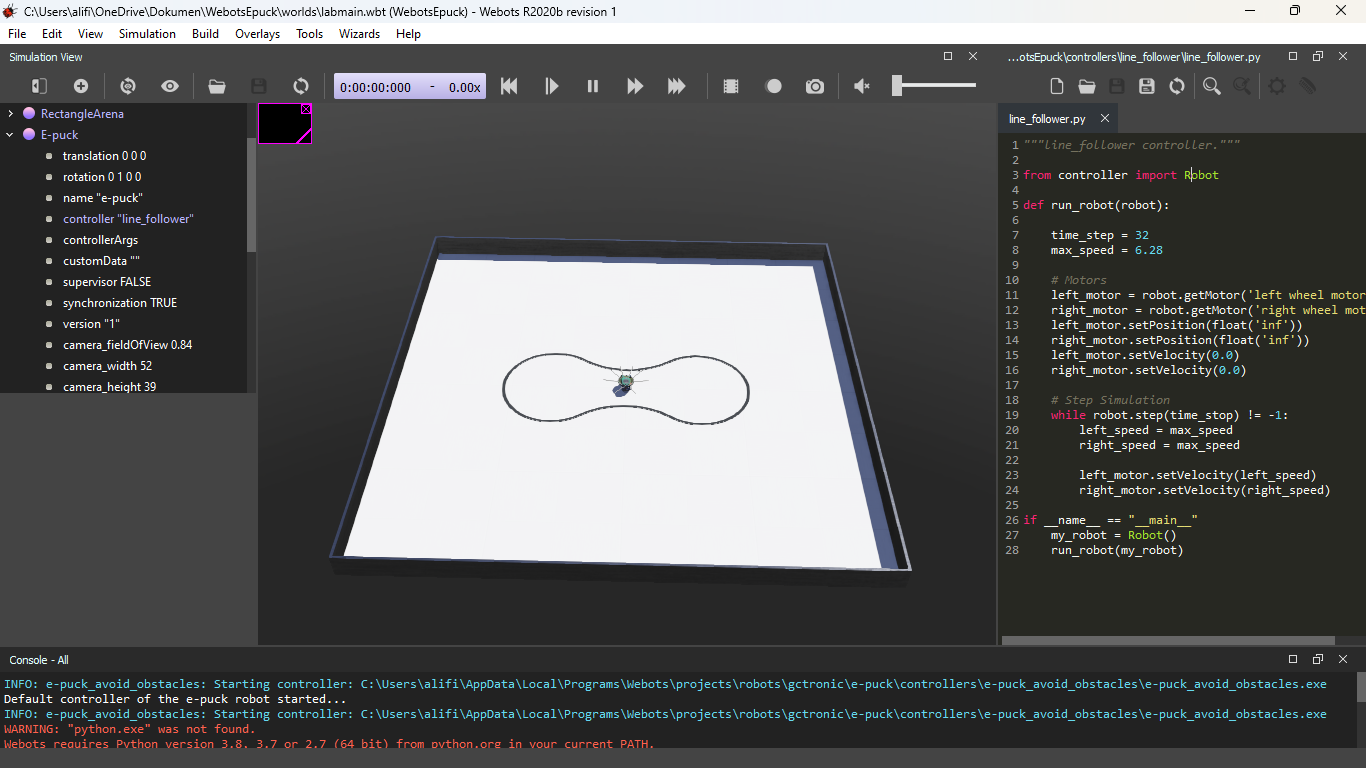 C:\Users\alifi\OneDrive\Dokumen\WebotsEpuck\worlds\labmain.wbt (WebotsEpuck) - Webots R2020b revision 1
File Edit View Simulation Build Overlays Tools Wizards Help
Simulation View
0:00:00:000 - 0.00x
RectangleArena
E-puck
translation 0 0 0
rotation 0 1 0 0
name "e-puck"
controller "line_follower"
controllerArgs
customData ""
supervisor FALSE
synchronization TRUE
version "1"
camera_fieldOfView 0.84
camera_width 52
camera_height 39
...otsEpuck\controllers\line_follower\line_follower.py
line_follower.py
1 """line_follower controller."""
2
3 from controller import Robot
4
5 def run_robot(robot):
6
7 time_step = 32
8 max_speed = 6.28
9
10 # Motors
11 left_motor = robot.getMotor('left wheel motor
12 right_motor = robot.getMotor('right wheel mot
13 left_motor.setPosition(float('inf'))
14 right_motor.setPosition(float('inf'))
15 left_motor.setVelocity(0.0)
16 right_motor.setVelocity(0.0)
17
18 # Step Simulation
19 while robot.step(time_stop) != -1:
20 left_speed = max_speed
21 right_speed = max_speed
22
23 left_motor.setVelocity(left_speed)
24 right_motor.setVelocity(right_speed)
25
26 if __name__ == "__main__"
27 my_robot = Robot()
28 run_robot(my_robot)
Console - All
INFO: e-puck_avoid_obstacles: Starting controller: C:\Users\alifi\AppData\Local\Programs\Webots\projects\robots\gctronic\e-puck\controllers\e-puck_avoid_obstacles\e-puck_avoid_obstacles.exe
Default controller of the e-puck robot started...
INFO: e-puck_avoid_obstacles: Starting controller: C:\Users\alifi\AppData\Local\Programs\Webots\projects\robots\gctronic\e-puck\controllers\e-puck_avoid_obstacles\e-puck_avoid_obstacles.exe
WARNING: "python.exe" was not found.
Webots requires Python version 3.8, 3.7 or 2.7 (64 bit) from python.org in your current PATH.